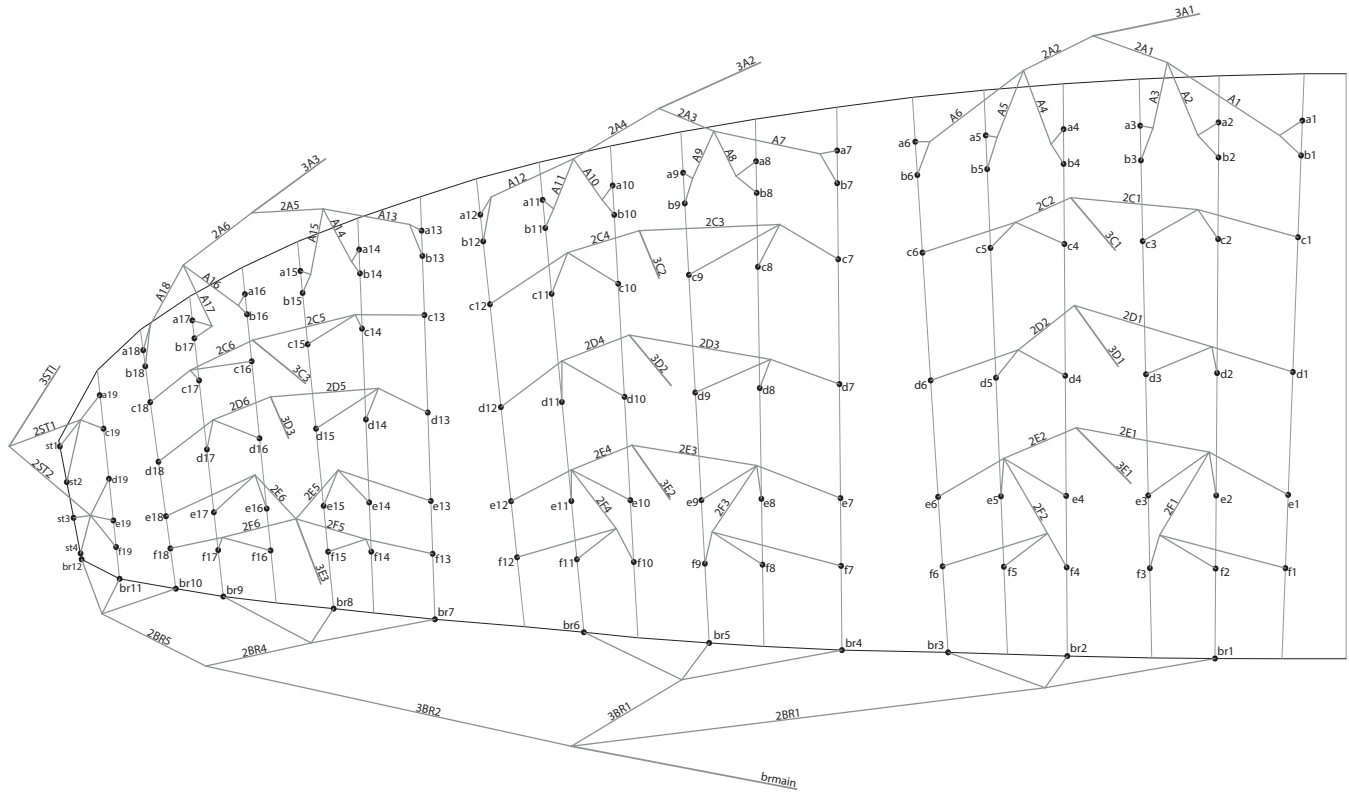 3A1
2A2
2A1
3A2
A6
A5
A4
A3
A2
A1
2A4
2A3
a6
a5
a4
a3
a2
a1
A9
A8
A7
b6
b5
b4
b3
b2
b1
3A3
a9
a8
a7
A12
A11
A10
b9
b8
b7
2A6
2A5
a12
a11
a10
2C2
2C1
A15
A14
A13
b12
b11
b10
2C4
2C3
c6
c5
c4
3C1
c3
c2
c1
a13
a14
b13
3C2
c9
c8
c7
A18
A16
A17
a15
b14
b15
a16
c12
c11
c10
a17
b16
2C5
c13
2D2
2D1
a18
b17
c14
2D4
2D3
3D1
b18
2C6
c15
3D2
d6
d5
d4
d3
d2
d1
3STI
c16
3C3
c18
c17
2D5
d9
d8
d7
a19
2D6
d12
d11
d10
2ST1
c19
3D3
d15
d14
d13
2E2
2E1
st1
d16
2E4
2E3
2ST2
d18
d17
3E1
st2
d19
2E6
2E5
3E2
e6
e5
e4
e3
e2
e1
e12
e11
e10
e9
e8
e7
st3
e19
e18
e17
e16
e15
e14
e13
2F4
2F3
2F2
2F1
2F6
2F5
st4
f19
f18
f17
f16
f15
f14
f13
f12
f11
f10
f9
f8
f7
f6
f5
f4
f3
f2
f1
br12
br11
br10
br9
3E3
br8
br7
br6
br5
br4
br3
br2
br1
2BR5
2BR4
3BR2
3BR1
2BR1
brmain